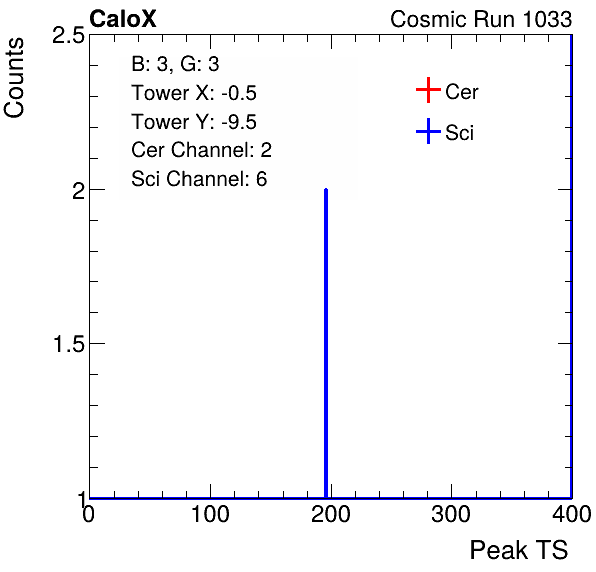 CaloX Cosmic Run 1033
Counts
2.5
B: 3, G: 3
Tower X: -0.5
Tower Y: -9.5
Cer Channel: 2
Sci Channel: 6
Cer
Sci
2
1.5
1
0 100 200 300 400
Peak TS